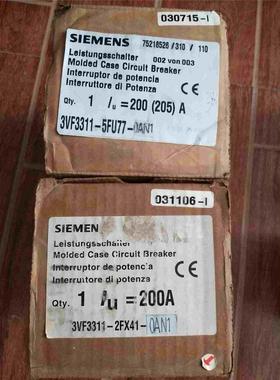 030715-I
SIEMENS 75218526 / 310 / 110
Leistungsschalter 002 von 003
Molded Case Circuit Breaker
Interruptor de potencia
Interruttore di Potenza
Qty. 1 Iu = 200 (205) A
3VF3311-5FU77-0AN1
031106-I
SIEMEN
Leistungsschalter
Molded Case Circuit Breaker
Interruptor de potencia
Interruttore di potenza
Qty. 1 Iu = 200A
3VF3311-2FX41-0AN1